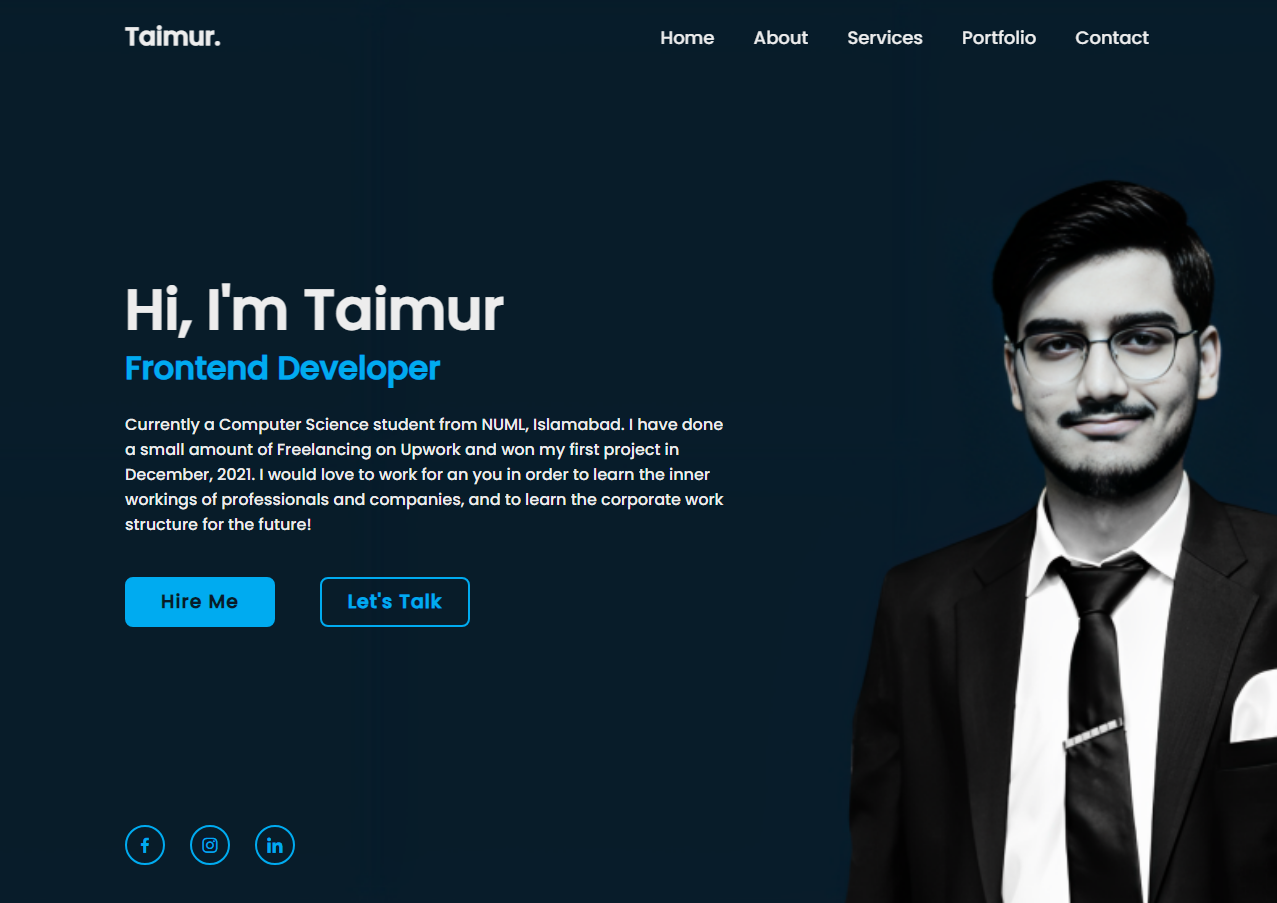 Taimur.
Home About Services Portfolio Contact
Hi, I'm Taimur
Frontend Developer
Currently a Computer Science student from NUML, Islamabad. I have done
a small amount of Freelancing on Upwork and won my first project in
December, 2021. I would love to work for an you in order to learn the inner
workings of professionals and companies, and to learn the corporate work
structure for the future!
Hire Me
Let's Talk